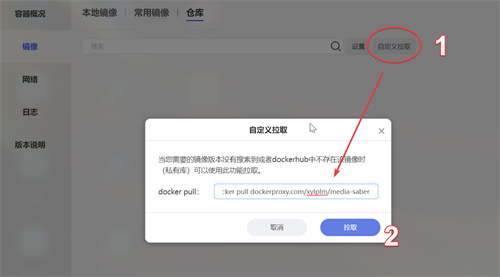 容器概况
本地镜像 常用镜像 仓库
镜像
搜索
设置
自定义拉取
1
网络
日志
版本说明
自定义拉取
当您需要的镜像版本没有搜索到或者dockerhub中不存在该镜像时
（私有库）可以使用此功能拉取。
docker pull：
:ker pull dockerproxy.com/xylplm/media-saber
取消
拉取
2